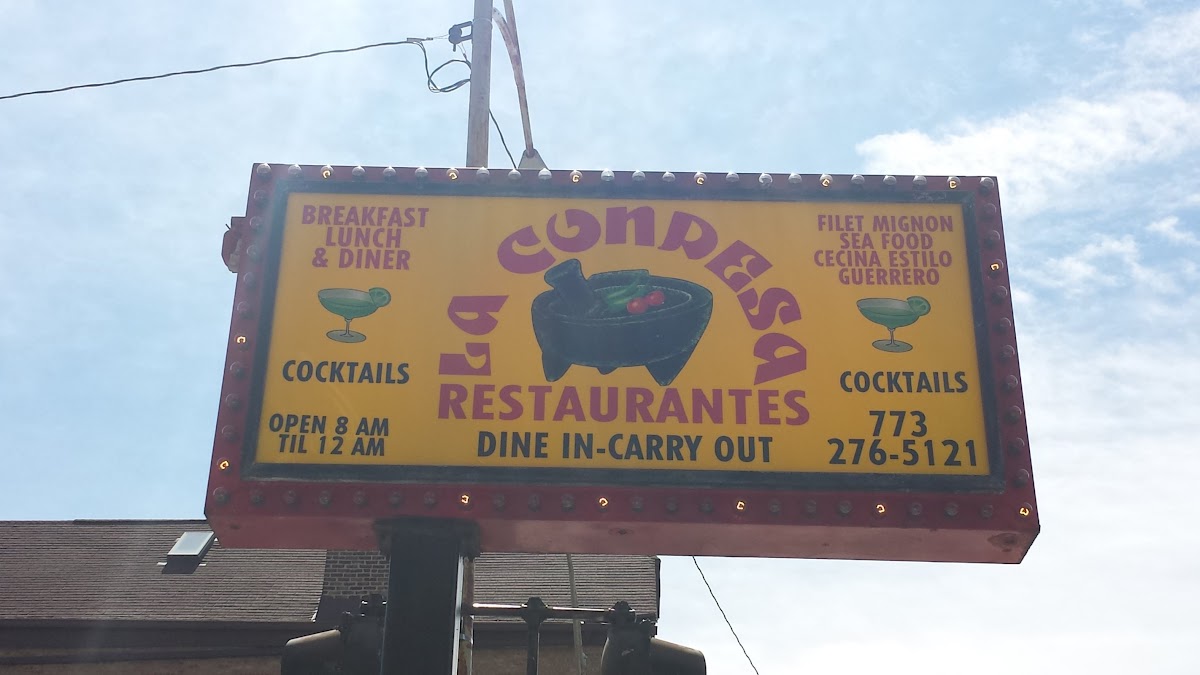 BREAKFAST
LUNCH
& DINER
COCKTAILS
OPEN 8 AM
TIL 12 AM
LA CONDESA
RESTAURANTES
DINE IN-CARRY OUT
FILET MIGNON
SEA FOOD
CECINA ESTILO
GUERRERO
COCKTAILS
773
276-5121